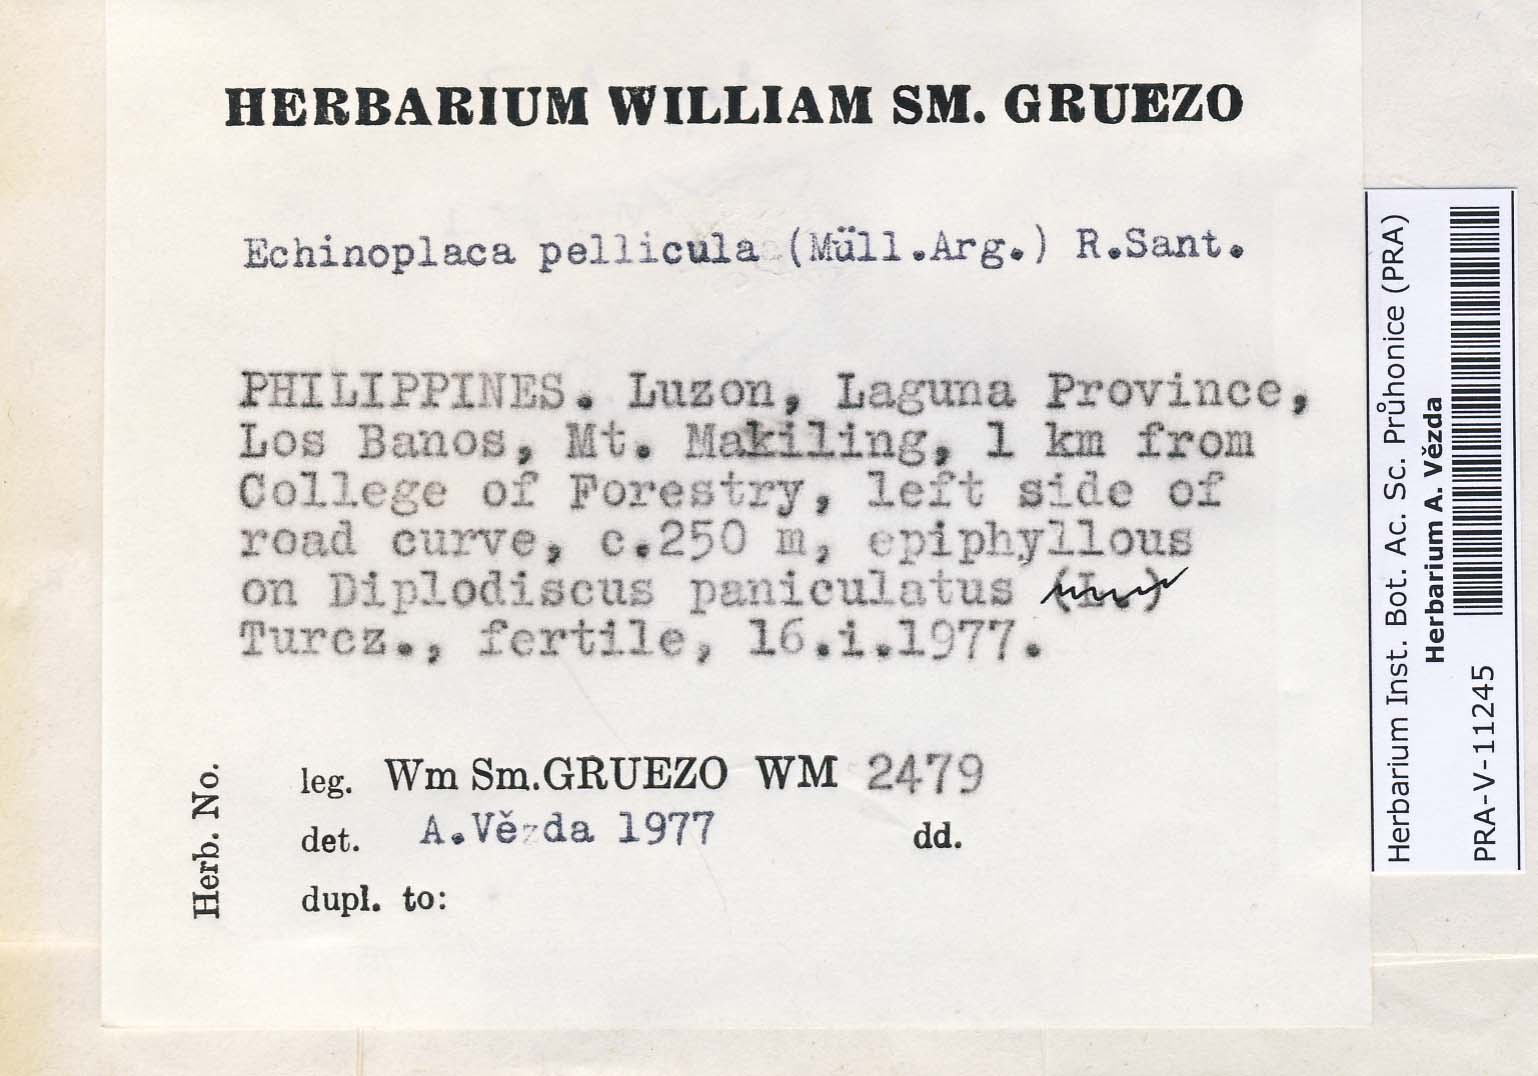 HERBARIUM WILLIAM SM. GRUEZO
Echinoplaca pellicula (Müll.Arg.) R.Sant.
PHILIPPINES. Luzon, Laguna Province,
Los Banos, Mt. Makiling, 1 km from
College of Forestry, left side of
road curve, c.250 m, epiphyllous
on Diplodiscus paniculatus (L.)
Turcz., fertile, 16.i.1977.
Herb. No.
leg. Wm Sm.GRUEZO WM 2479
det. A.Vězda 1977 dd.
dupl. to:
Herbarium Inst. Bot. Ac. Sc. Průhonice (PRA)
Herbarium A. Vězda
PRA-V-11245